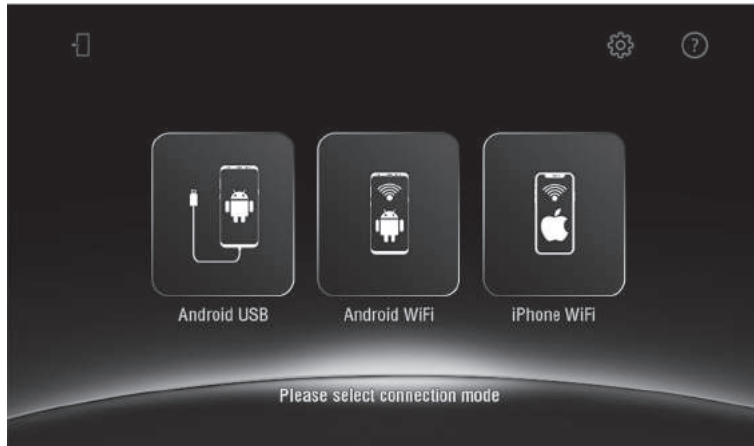 ?
Android USB
Android WiFi
iPhone WiFi
Please select connection mode